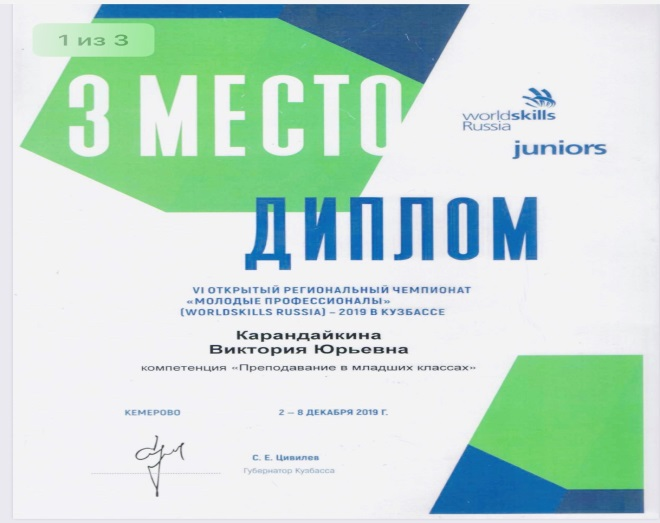 1 из 3
3 МЕСТО
worldskills
Russia
juniors
ДИПЛОМ
VI ОТКРЫТЫЙ РЕГИОНАЛЬНЫЙ ЧЕМПИОНАТ
«МОЛОДЫЕ ПРОФЕССИОНАЛЫ»
(WORLDSKILLS RUSSIA) – 2019 В КУЗБАССЕ
Карандайкина
Виктория Юрьевна
компетенция «Преподавание в младших классах»
КЕМЕРОВО 2 – 8 ДЕКАБРЯ 2019 Г.
С. Е. Цивилев
Губернатор Кузбасса